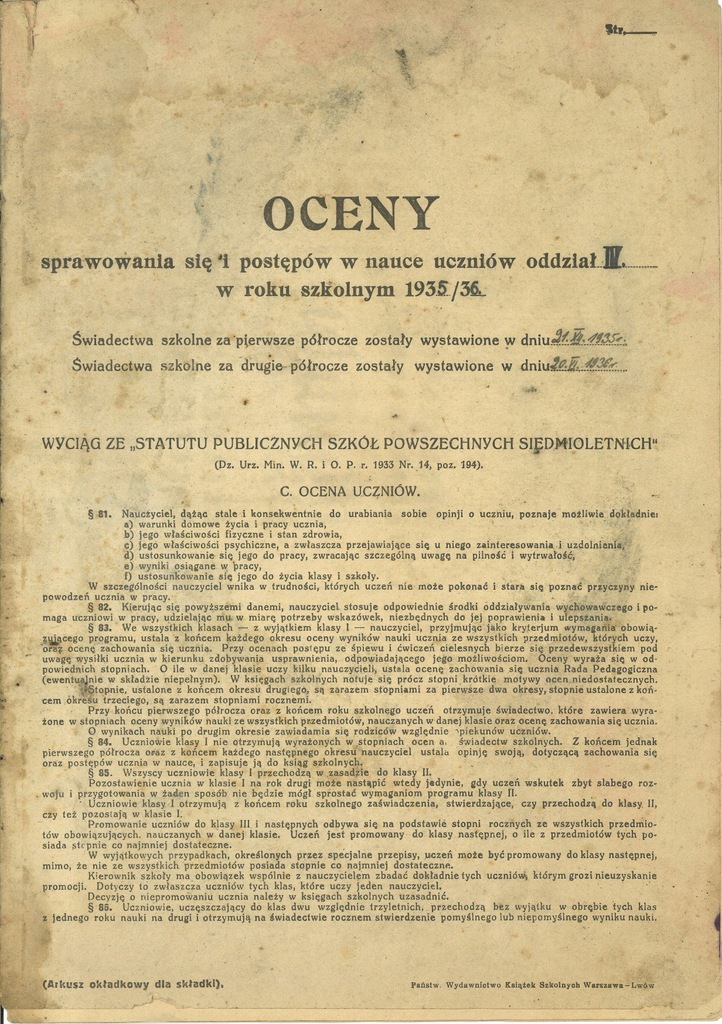 Str.
OCENY
sprawowania się i postępów w nauce uczniów oddział IV.
w roku szkolnym 1935/36
Świadectwa szkolne za pierwsze półrocze zostały wystawione w dniu 21. XII. 1935 r.
Świadectwa szkolne za drugie półrocze zostały wystawione w dniu 20. VI. 1936 r.
WYCIĄG ZE „STATUTU PUBLICZNYCH SZKÓŁ POWSZECHNYCH SIEDMIOLETNICH"
(Dz. Urz. Min. W. R. i O. P. r. 1933 Nr. 14, poz. 194).
C. OCENA UCZNIÓW.
§ 81. Nauczyciel, dążąc stale i konsekwentnie do urabiania sobie opinji o uczniu, poznaje możliwie dokładnie:
a) warunki domowe życia i pracy ucznia,
b) jego właściwości fizyczne i stan zdrowia,
c) jego właściwości psychiczne, a zwłaszcza przejawiające się u niego zainteresowania i uzdolnienia,
d) ustosunkowanie się jego do pracy, zwracając szczególną uwagę na pilność i wytrwałość,
e) wyniki osiągane w pracy,
f) ustosunkowanie się jego do życia klasy i szkoły.
W szczególności nauczyciel wnika w trudności, których uczeń nie może pokonać i stara się poznać przyczyny nie-
powodzeń ucznia w pracy.
§ 82. Kierując się powyższemi danemi, nauczyciel stosuje odpowiednie środki oddziaływania wychowawczego i po-
maga uczniowi w pracy, udzielając mu w miarę potrzeby wskazówek, niezbędnych do jej poprawienia i ulepszania.
§ 83. We wszystkich klasach — z wyjątkiem klasy I — nauczyciel, przyjmując jako kryterjum wymagania obowią-
zującego programu, ustala z końcem każdego okresu oceny wyników nauki ucznia ze wszystkich przedmiotów, których uczy,
oraz ocenę zachowania się ucznia. Przy ocenach postępu ze śpiewu i ćwiczeń cielesnych bierze się przedewszystkiem pod
uwagę wysiłki ucznia w kierunku zdobywania usprawnienia, odpowiadającego jego możliwościom. Oceny wyraża się w od-
powiednich stopniach. O ile w danej klasie uczy kilku nauczycieli, ustala ocenę zachowania się ucznia Rada Pedagogiczna
(ewentualnie w składzie niepełnym). W księgach szkolnych notuje się prócz stopni krótkie motywy ocen niedostatecznych.
Stopnie, ustalone z końcem okresu drugiego, są zarazem stopniami za pierwsze dwa okresy, stopnie ustalone z koń-
cem okresu trzeciego, są zarazem stopniami rocznemi.
Przy końcu pierwszego półrocza oraz z końcem roku szkolnego uczeń otrzymuje świadectwo, które zawiera wyra-
żone w stopniach oceny wyników nauki ze wszystkich przedmiotów, nauczanych w danej klasie oraz ocenę zachowania się ucznia.
O wynikach nauki po drugim okresie zawiadamia się rodziców względnie opiekunów uczniów.
§ 84. Uczniowie klasy I nie otrzymują wyrażonych w stopniach ocen ani świadectw szkolnych. Z końcem jednak
pierwszego półrocza oraz z końcem każdego następnego okresu nauczyciel ustala opinję swoją, dotyczącą zachowania się
oraz postępów ucznia w nauce, i zapisuje ją do ksiąg szkolnych.
§ 85. Wszyscy uczniowie klasy I przechodzą w zasadzie do klasy II.
Pozostawienie ucznia w klasie I na rok drugi może nastąpić wtedy jedynie, gdy uczeń wskutek zbyt słabego roz-
woju i przygotowania w żaden sposób nie będzie mógł sprostać wymaganiom programu klasy II.
Uczniowie klasy I otrzymują z końcem roku szkolnego zaświadczenia, stwierdzające, czy przechodzą do klasy II,
czy też pozostają w klasie I.
Promowanie uczniów do klasy III i następnych odbywa się na podstawie stopni rocznych ze wszystkich przedmio-
tów obowiązujących, nauczanych w danej klasie. Uczeń jest promowany do klasy następnej, o ile z przedmiotów tych po-
siada stopnie co najmniej dostateczne.
W wyjątkowych przypadkach, określonych przez specjalne przepisy, uczeń może być promowany do klasy następnej,
mimo, że nie ze wszystkich przedmiotów posiada stopnie co najmniej dostateczne.
Kierownik szkoły ma obowiązek wspólnie z nauczycielem zbadać dokładnie tych uczniów, którym grozi nieuzyskanie
promocji. Dotyczy to zwłaszcza uczniów tych klas, które uczy jeden nauczyciel.
Decyzję o niepromowaniu ucznia należy w księgach szkolnych uzasadnić.
§ 86. Uczniowie, uczęszczający do klas dwu względnie trzyletnich, przechodzą bez wyjątku w obrębie tych klas
z jednego roku nauki na drugi i otrzymują na świadectwie rocznem stwierdzenie pomyślnego lub niepomyślnego wyniku nauki.
(Arkusz okładkowy dla składki).
Państw. Wydawnictwo Książek Szkolnych Warszawa – Lwów